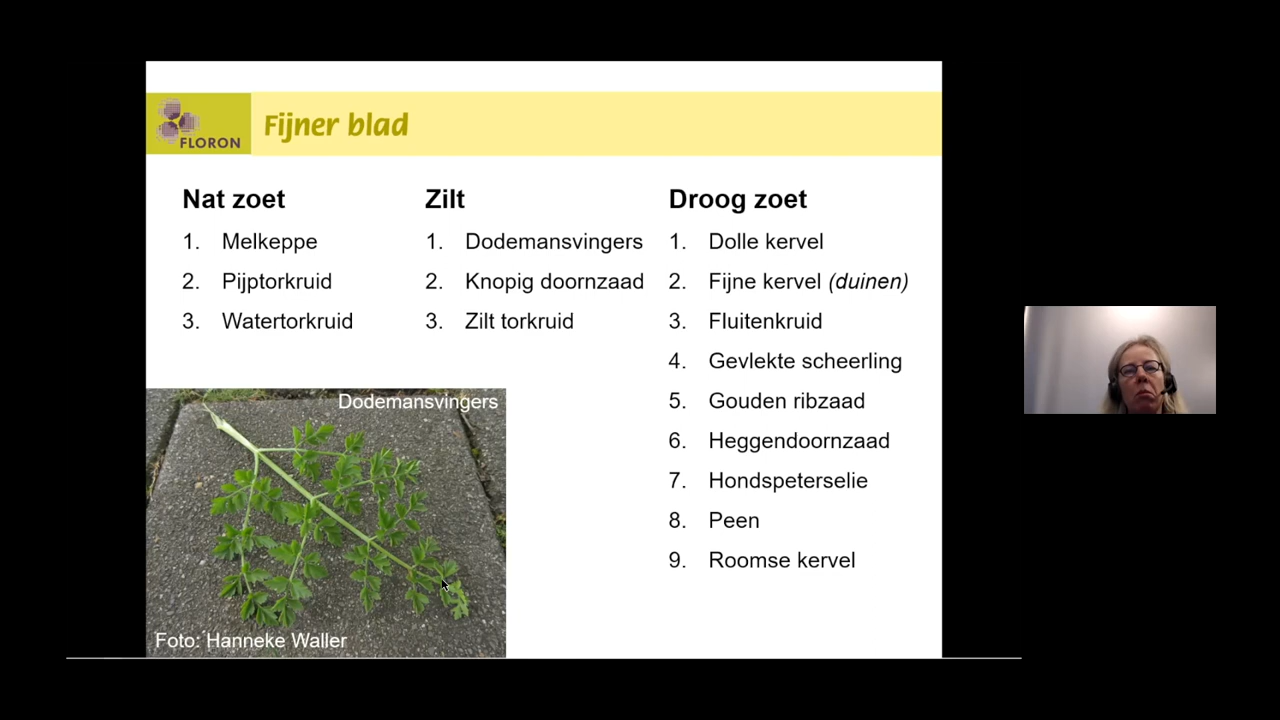 FLORON
Fijner blad
Nat zoet
1. Melkeppe
2. Pijptorkruid
3. Watertorkruid
Zilt
1. Dodemansvingers
2. Knopig doornzaad
3. Zilt torkruid
Droog zoet
1. Dolle kervel
2. Fijne kervel (duinen)
3. Fluitenkruid
4. Gevlekte scheerling
5. Gouden ribzaad
6. Heggendoornzaad
7. Hondspeterselie
8. Peen
9. Roomse kervel
Dodemansvingers
Foto: Hanneke Waller